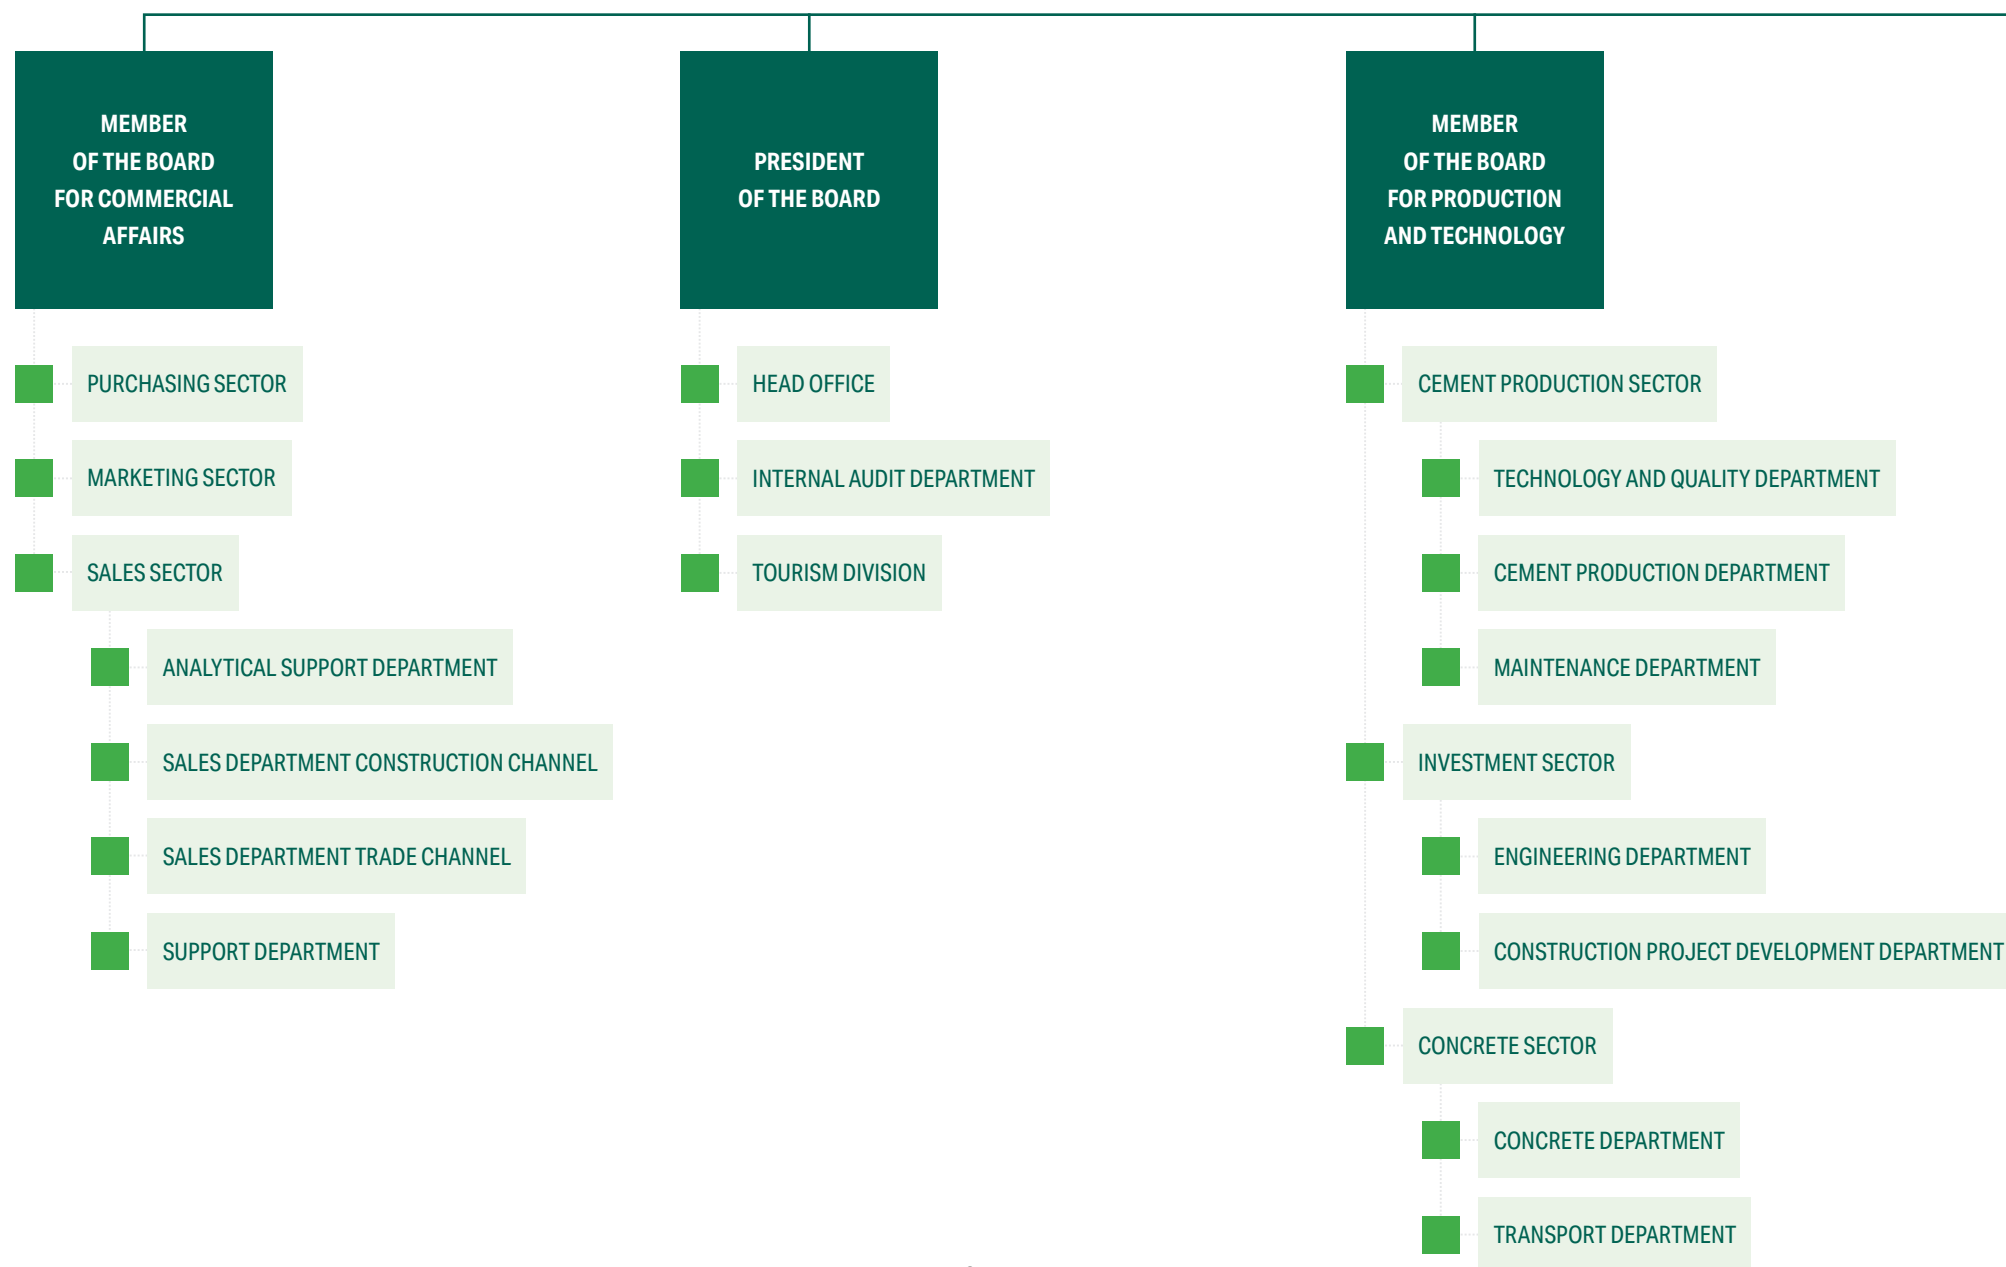 MEMBER
OF THE BOARD
FOR COMMERCIAL
AFFAIRS
PURCHASING SECTOR
MARKETING SECTOR
SALES SECTOR
ANALYTICAL SUPPORT DEPARTMENT
SALES DEPARTMENT CONSTRUCTION CHANNEL
SALES DEPARTMENT TRADE CHANNEL
SUPPORT DEPARTMENT
PRESIDENT
OF THE BOARD
HEAD OFFICE
INTERNAL AUDIT DEPARTMENT
TOURISM DIVISION
MEMBER
OF THE BOARD
FOR PRODUCTION
AND TECHNOLOGY
CEMENT PRODUCTION SECTOR
TECHNOLOGY AND QUALITY DEPARTMENT
CEMENT PRODUCTION DEPARTMENT
MAINTENANCE DEPARTMENT
INVESTMENT SECTOR
ENGINEERING DEPARTMENT
CONSTRUCTION PROJECT DEVELOPMENT DEPARTMENT
CONCRETE SECTOR
CONCRETE DEPARTMENT
TRANSPORT DEPARTMENT